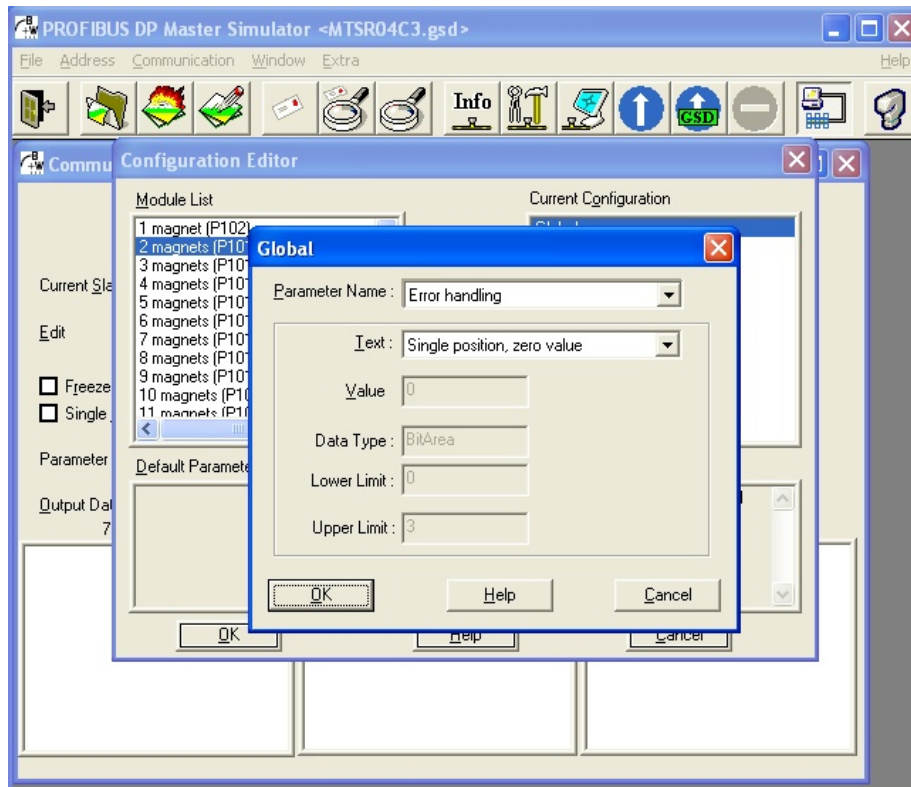 PROFIBUS DP Master Simulator <MTSR04C3.gsd>
File Address Communication Window Extra Help
Info
GSD
Commu
Configuration Editor
Module List
Current Configuration
1 magnet (P102)
2 magnets (P10
3 magnets (P10
4 magnets (P10
5 magnets (P10
6 magnets (P10
7 magnets (P10
8 magnets (P10
9 magnets (P10
10 magnets (P10
11 magnets (P10
Current Sla
Edit
Freeze
Single
Parameter
Output Dat
7
Default Paramete
Global
Parameter Name :
Error handling
Text :
Single position, zero value
Value
0
Data Type :
BitArea
Lower Limit :
0
Upper Limit :
3
OK Help Cancel
OK Help Cancel